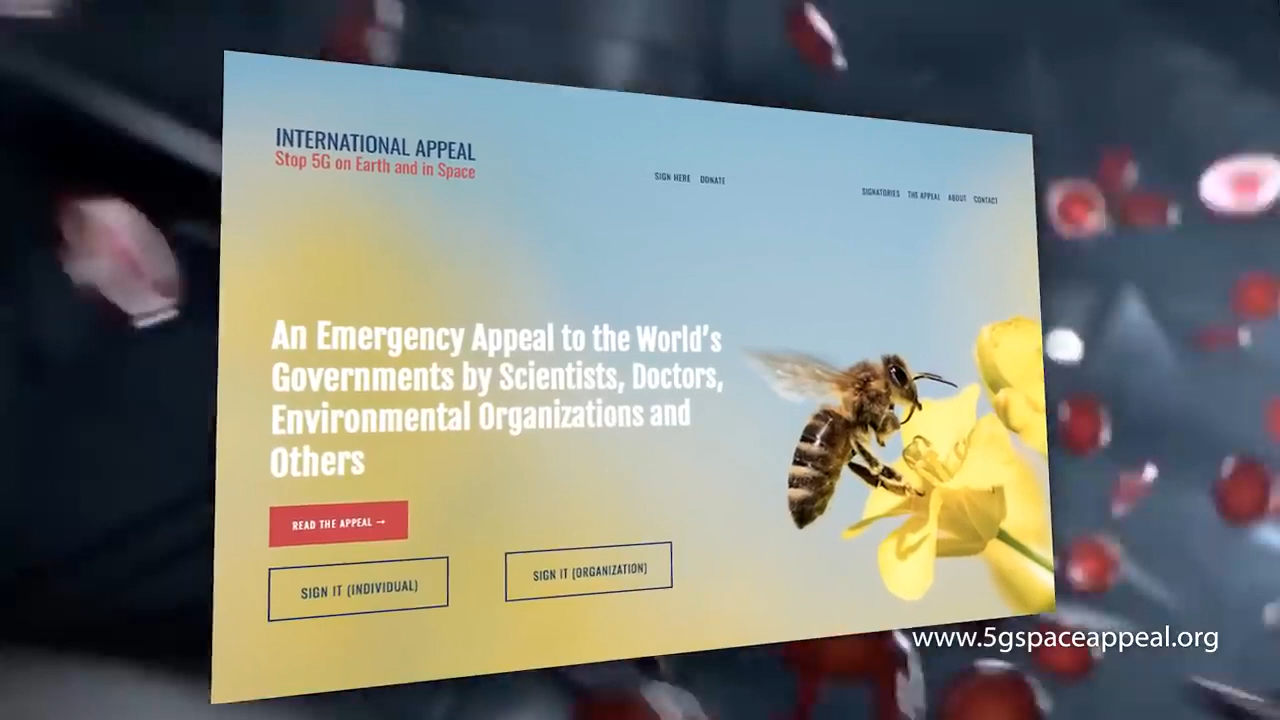 INTERNATIONAL APPEAL
Stop 5G on Earth and in Space
SIGN HERE DONATE
SIGNATORIES THE APPEAL ABOUT CONTACT
An Emergency Appeal to the World's
Governments by Scientists, Doctors,
Environmental Organizations and
Others
READ THE APPEAL →
SIGN IT (INDIVIDUAL)
SIGN IT (ORGANIZATION)
www.5gspaceappeal.org